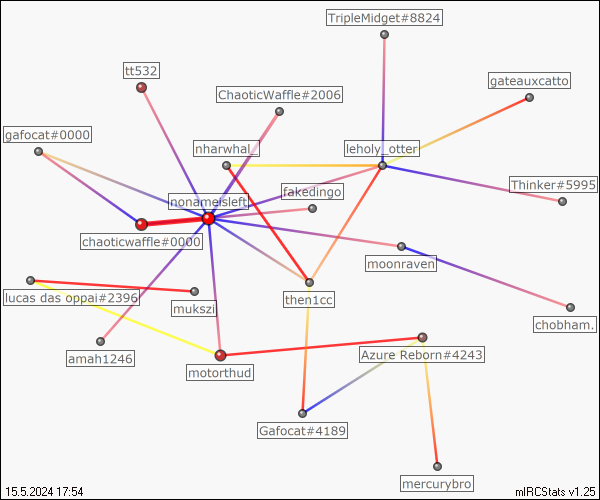 TripleMidget#8824
tt532
gateauxcatto
ChaoticWaffle#2006
gafocat#0000
nharwhal_
leholy_otter
fakedingo
Thinker#5995
nonameisleft_
chaoticwaffle#0000
moonraven
lucas das oppai#2396
mukszi
then1cc
chobham.
amah1246
motorthud
Azure Reborn#4243
Gafocat#4189
mercurybro
15.5.2024 17:54
mIRCStats v1.25